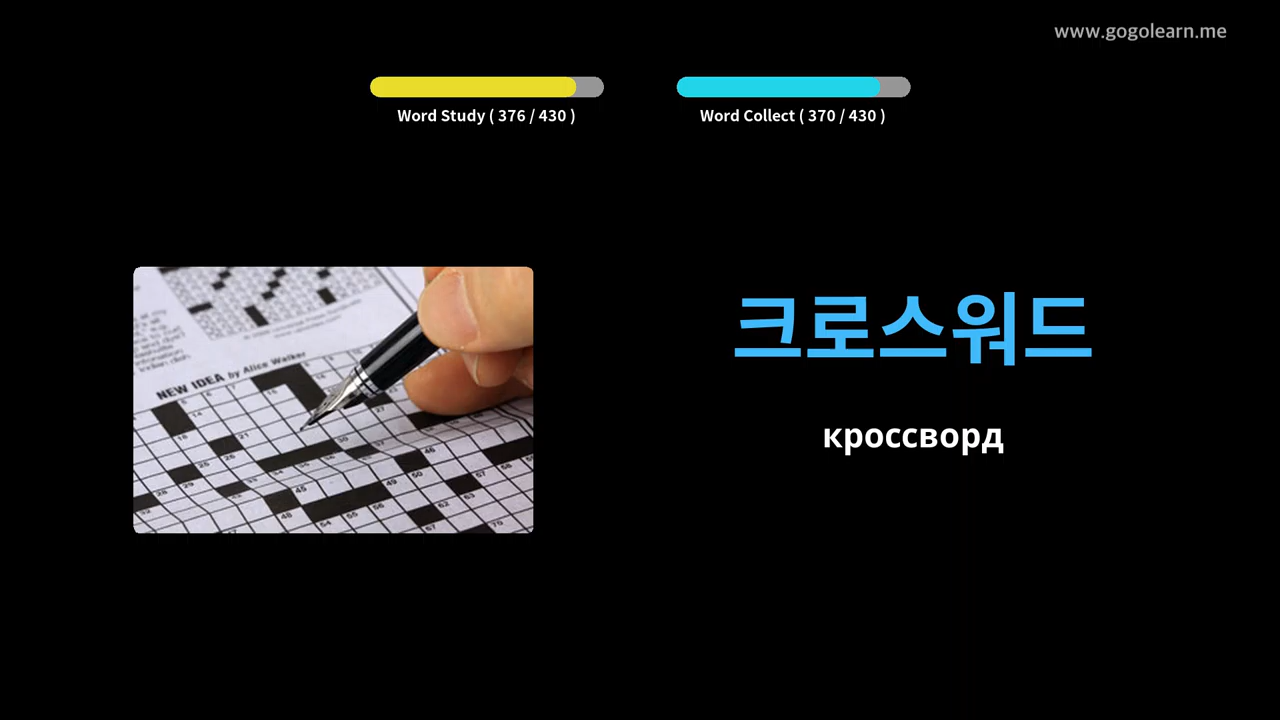 www.gogolearn.me
Word Study ( 376 / 430 )
Word Collect ( 370 / 430 )
NEW IDEA by Alice Walker
크로스워드
кроссворд